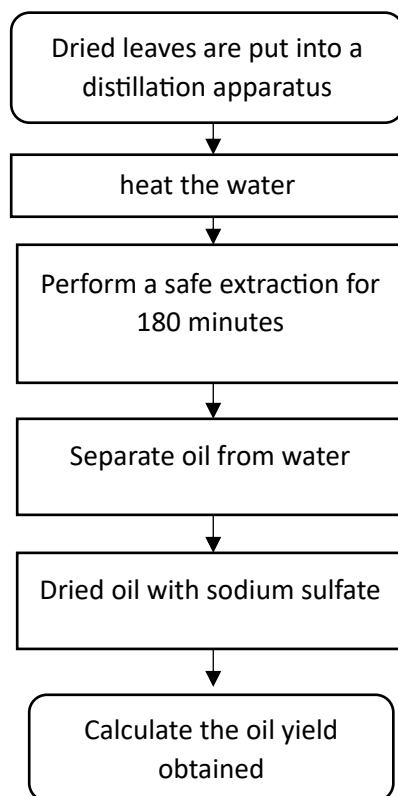 Dried leaves are put into a
distillation apparatus
heat the water
Perform a safe extraction for
180 minutes
Separate oil from water
Dried oil with sodium sulfate
Calculate the oil yield
obtained